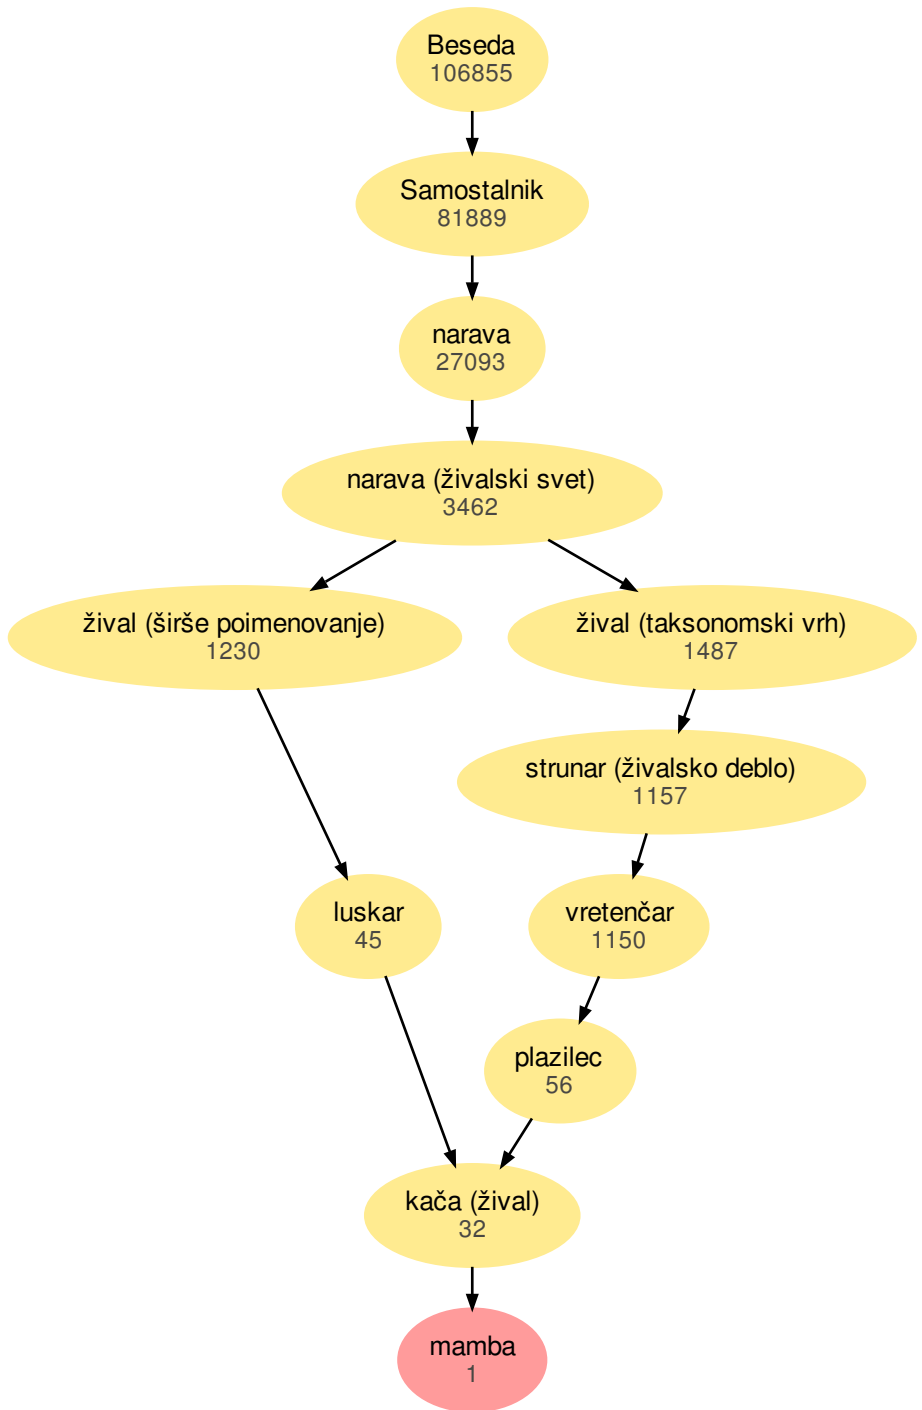 Beseda
106855
Samostalnik
81889
narava
27093
narava (živalski svet)
3462
žival (širše poimenovanje)
1230
žival (taksonomski vrh)
1487
strunar (živalsko deblo)
1157
luskar
45
vretenčar
1150
plazilec
56
kača (žival)
32
mamba
1